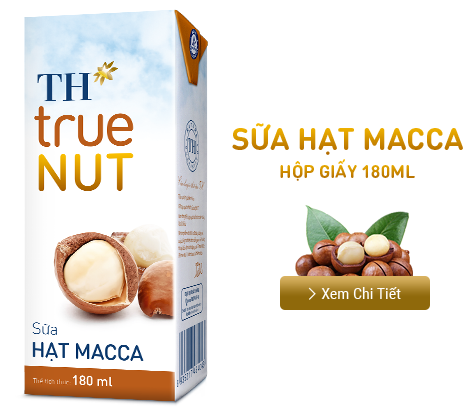 TH
true
NUT
Sữa
HẠT MACCA
Thể tích thực: 180 ml
TH
SỮA HẠT MACCA
HỘP GIẤY 180ML
Xem Chi Tiết